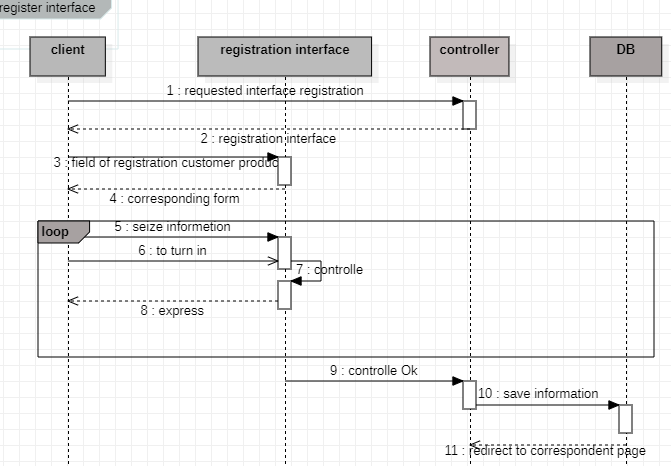 register interface
client
registration interface
controller
DB
1 : requested interface registration
2 : registration interface
3 : field of registration customer produc
4 : corresponding form
loop
5 : seize informetion
6 : to turn in
7 : controlle
8 : express
9 : controlle Ok
10 : save information
11 : redirect to correspondent page